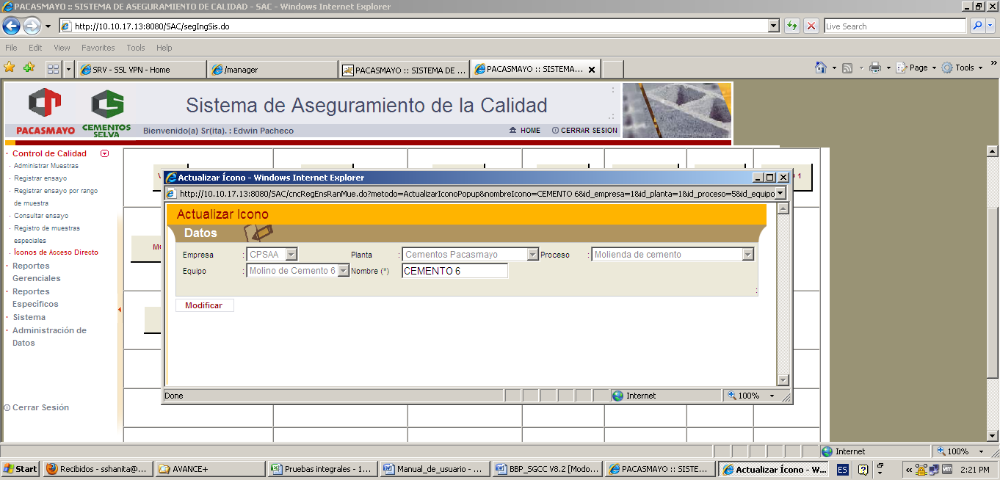 PACASMAYO :: SISTEMA DE ASEGURAMIENTO DE CALIDAD - SAC - Windows Internet Explorer
http://10.10.17.13:8080/SAC/segIngSis.do
Live Search
File Edit View Favorites Tools Help
SRV - SSL VPN - Home
/manager
PACASMAYO :: SISTEMA DE ...
PACASMAYO :: SISTEMA...
Page
Tools
PACASMAYO
CEMENTOS SELVA
Sistema de Aseguramiento de la Calidad
Bienvenido(a) Sr(ita). : Edwin Pacheco
HOME
CERRAR SESION
Control de Calidad
Administrar Muestras
Registrar ensayo
Registrar ensayo por rango
de muestra
Consultar ensayo
Registro de muestras
especiales
Íconos de Acceso Directo
Reportes
Gerenciales
Reportes
Específicos
Sistema
Administración de
Datos
Cerrar Sesión
Actualizar Ícono - Windows Internet Explorer
http://10.10.17.13:8080/SAC/cncRegEnsRanMue.do?metodo=ActualizarIconoPopup&nombreIcono=CEMENTO 6&id_empresa=1&id_planta=1&id_proceso=5&id_equipo
Actualizar Icono
Datos
Empresa : CPSAA Planta : Cementos Pacasmayo Proceso : Molienda de cemento
Equipo : Molino de Cemento 6 Nombre (*) CEMENTO 6
:
Modificar
Done
Internet
100%
Internet
100%
Start
Recibidos - sshanita@...
AVANCE+
Pruebas integrales - 1...
Manual_de_usuario - ...
BBP_SGCC V8.2 [Modo...
PACASMAYO :: SISTE...
Actualizar Ícono - W...
ES
2:21 PM